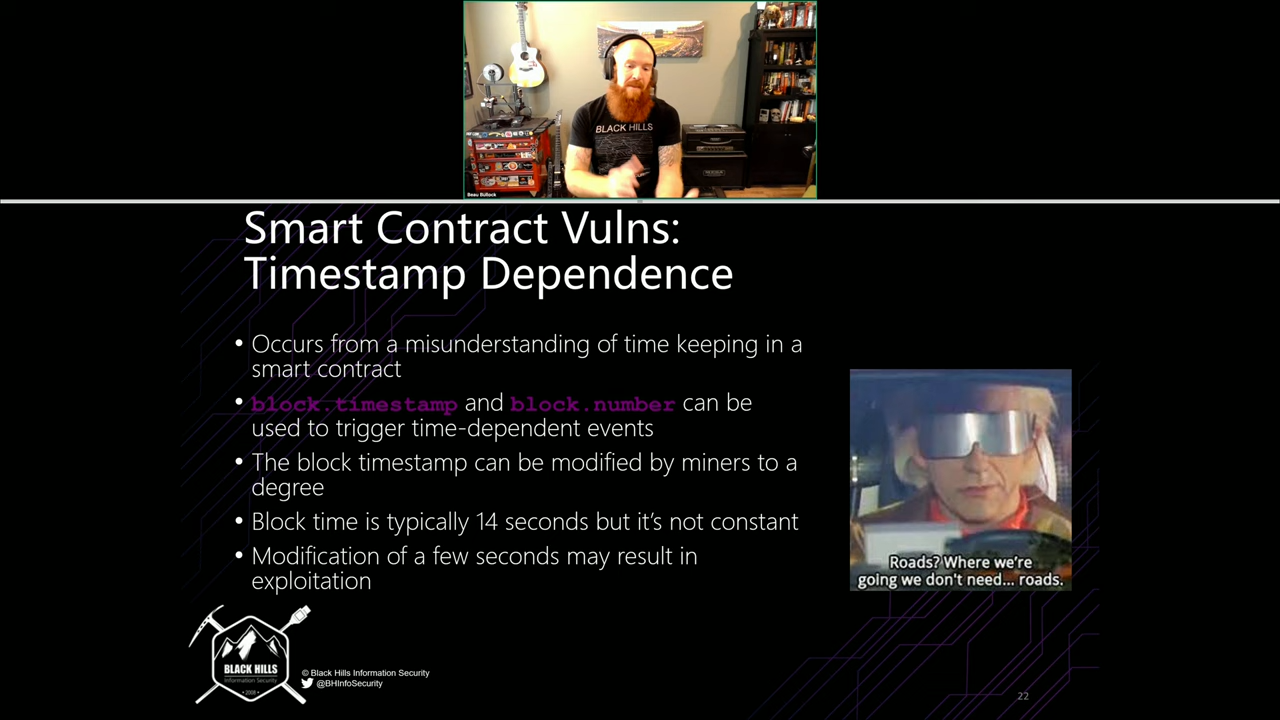 BLACK HILLS
Beau Bullock
Smart Contract Vulns:
Timestamp Dependence
• Occurs from a misunderstanding of time keeping in a
smart contract
• block.timestamp and block.number can be
used to trigger time-dependent events
• The block timestamp can be modified by miners to a
degree
• Block time is typically 14 seconds but it’s not constant
• Modification of a few seconds may result in
exploitation
Roads? Where we're
going we don't need... roads.
BLACK HILLS
Information Security
• 2008 •
© Black Hills Information Security
@BHInfoSecurity
22